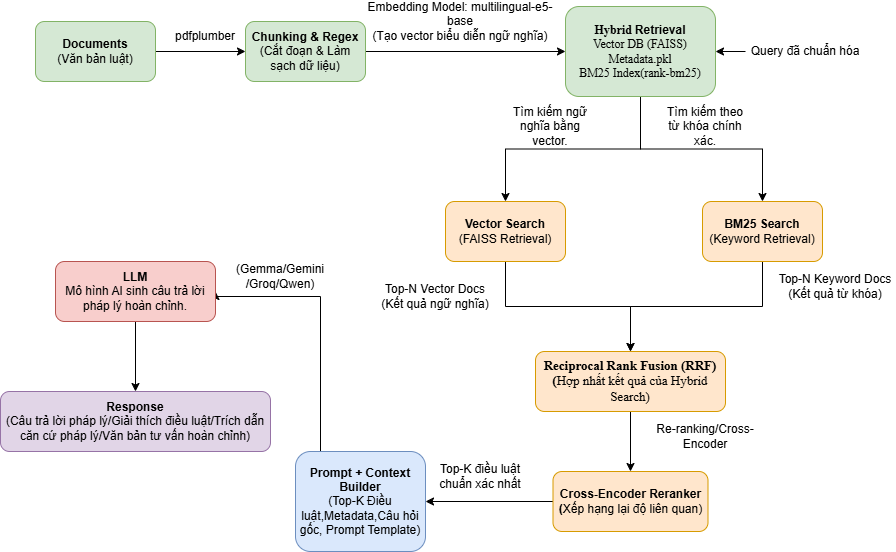 Documents
(Văn bản luật)
pdfplumber
Chunking & Regex
(Cắt đoạn & Làm
sạch dữ liệu)
Embedding Model: multilingual-e5-
base
(Tạo vector biểu diễn ngữ nghĩa)
Hybrid Retrieval
Vector DB (FAISS)
Metadata.pkl
BM25 Index(rank-bm25)
Query đã chuẩn hóa
Tìm kiếm ngữ
nghĩa bằng
vector.
Tìm kiếm theo
từ khóa chính
xác.
Vector Search
(FAISS Retrieval)
BM25 Search
(Keyword Retrieval)
Top-N Vector Docs
(Kết quả ngữ nghĩa)
Top-N Keyword Docs
(Kết quả từ khóa)
Reciprocal Rank Fusion (RRF)
(Hợp nhất kết quả của Hybrid
Search)
Re-ranking/Cross-
Encoder
Cross-Encoder Reranker
(Xếp hạng lại độ liên quan)
Top-K điều luật
chuẩn xác nhất
Prompt + Context
Builder
(Top-K Điều
luật,Metadata,Câu hỏi
gốc, Prompt Template)
(Gemma/Gemini
/Groq/Qwen)
LLM
Mô hình AI sinh câu trả lời
pháp lý hoàn chỉnh.
Response
(Câu trả lời pháp lý/Giải thích điều luật/Trích dẫn
căn cứ pháp lý/Văn bản tư vấn hoàn chỉnh)